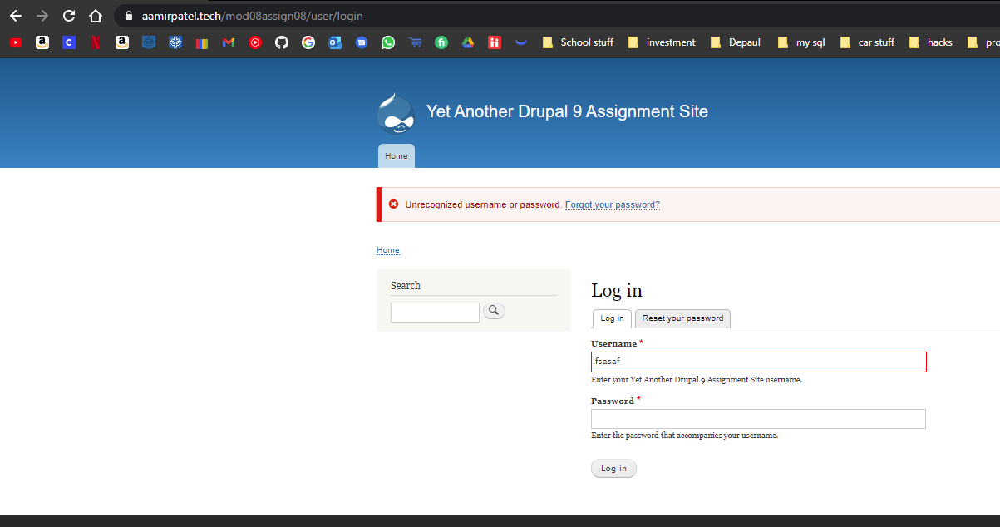 aamirpatel.tech/mod08assign08/user/login
School stuff investment Depaul my sql car stuff hacks pro
Yet Another Drupal 9 Assignment Site
Home
Unrecognized username or password. Forgot your password?
Home
Search
Log in
Log in Reset your password
Username *
fsasaf
Enter your Yet Another Drupal 9 Assignment Site username.
Password *
Enter the password that accompanies your username.
Log in